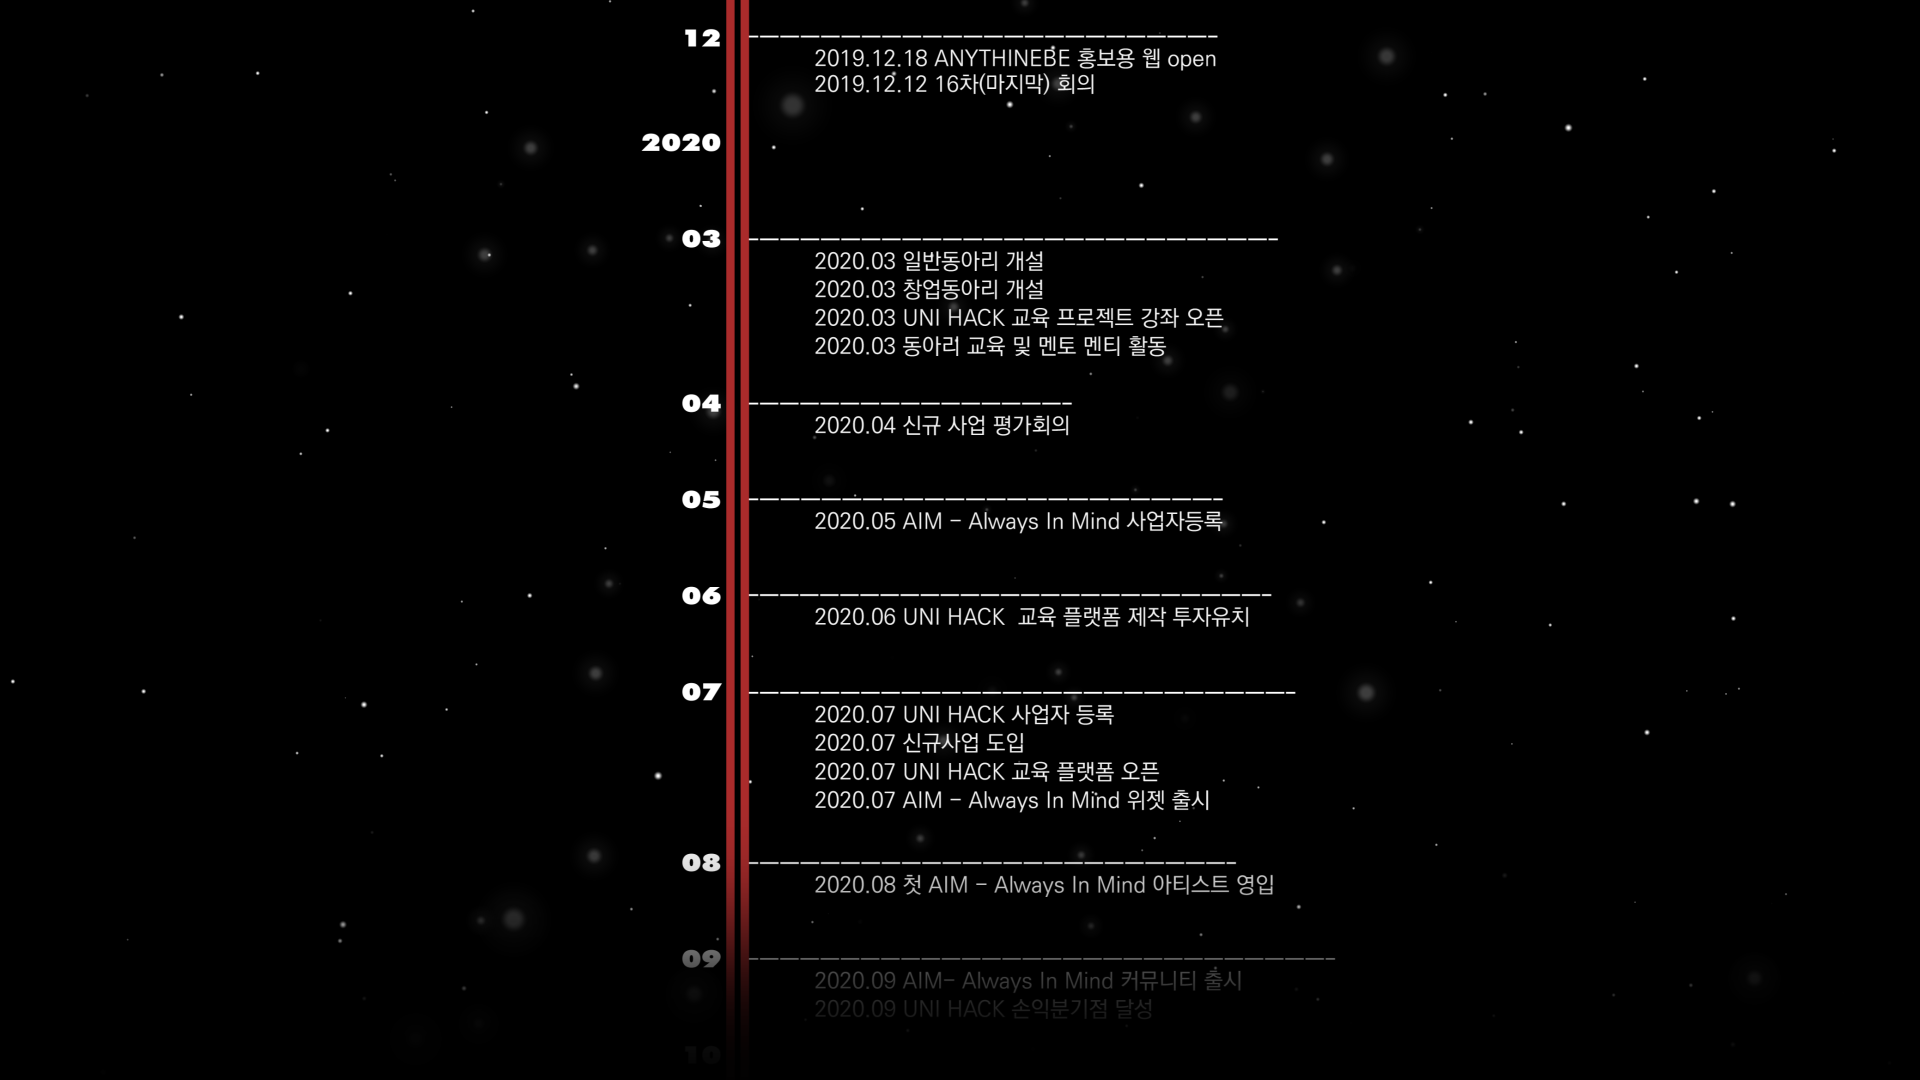 12
2019.12.18 ANYTHINEBE 홍보용 웹 open
2019.12.12 16차(마지막) 회의
2020
03
2020.03 일반동아리 개설
2020.03 창업동아리 개설
2020.03 UNI HACK 교육 프로젝트 강좌 오픈
2020.03 동아리 교육 및 멘토 멘티 활동
04
2020.04 신규 사업 평가회의
05
2020.05 AIM - Always In Mind 사업자등록
06
2020.06 UNI HACK  교육 플랫폼 제작 투자유치
07
2020.07 UNI HACK 사업자 등록
2020.07 신규사업 도입
2020.07 UNI HACK 교육 플랫폼 오픈
2020.07 AIM - Always In Mind 위젯 출시
08
2020.08 첫 AIM - Always In Mind 아티스트 영입
09
2020.09 AIM- Always In Mind 커뮤니티 출시
2020.09 UNI HACK 손익분기점 달성
10